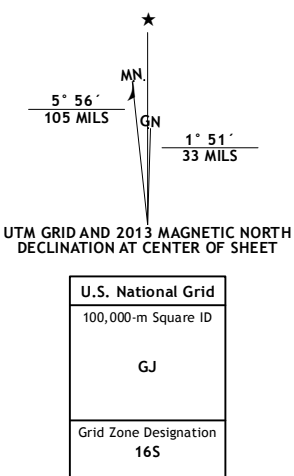 ★
MN.
5° 56´
105 MILS
GN
1° 51´
33 MILS
UTM GRID AND 2013 MAGNETIC NORTH
DECLINATION AT CENTER OF SHEET
U.S. National Grid
100,000-m Square ID
GJ
Grid Zone Designation
16S